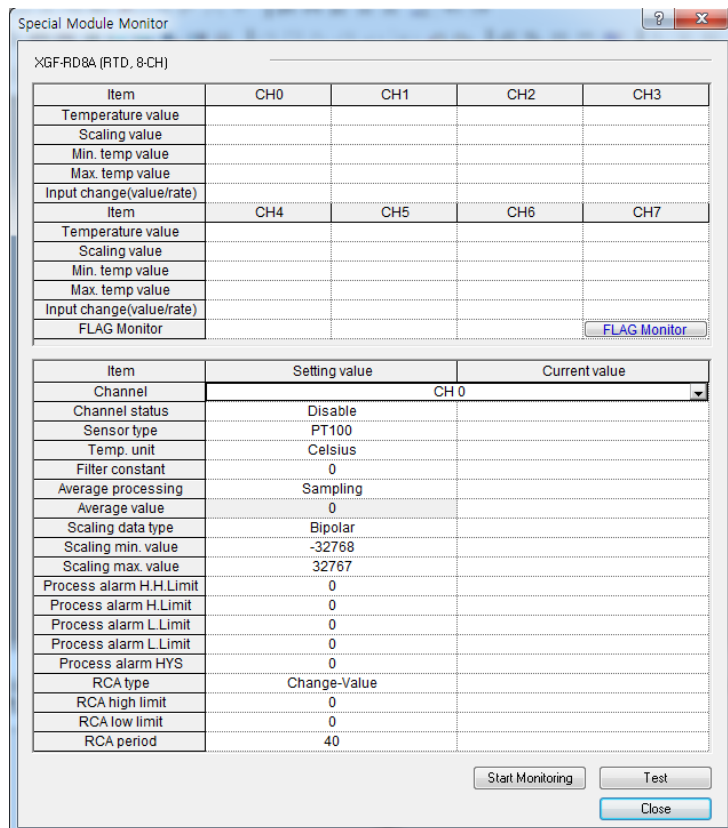 Special Module Monitor
XGF-RD8A (RTD, 8-CH)
Item CH0 CH1 CH2 CH3
Temperature value
Scaling value
Min. temp value
Max. temp value
Input change(value/rate)
Item CH4 CH5 CH6 CH7
Temperature value
Scaling value
Min. temp value
Max. temp value
Input change(value/rate)
FLAG Monitor FLAG Monitor
Item Setting value Current value
Channel CH 0
Channel status Disable
Sensor type PT100
Temp. unit Celsius
Filter constant 0
Average processing Sampling
Average value 0
Scaling data type Bipolar
Scaling min. value -32768
Scaling max. value 32767
Process alarm H.H.Limit 0
Process alarm H.Limit 0
Process alarm L.Limit 0
Process alarm L.Limit 0
Process alarm HYS 0
RCA type Change-Value
RCA high limit 0
RCA low limit 0
RCA period 40
Start Monitoring Test
Close